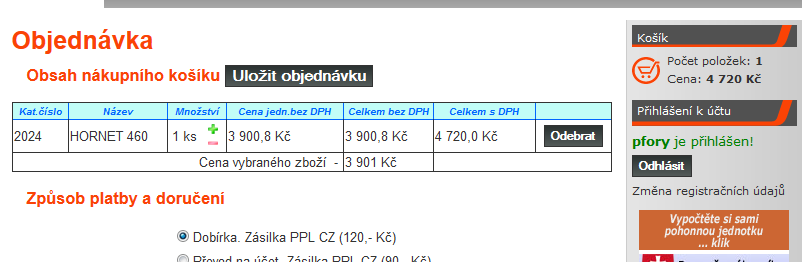 Objednávka
Obsah nákupního košíku Uložit objednávku
Kat.číslo Název Množství Cena jedn.bez DPH Celkem bez DPH Celkem s DPH
2024 HORNET 460 1 ks 3 900,8 Kč 3 900,8 Kč 4 720,0 Kč Odebrat
Cena vybraného zboží - 3 901 Kč
Způsob platby a doručení
Dobírka. Zásilka PPL CZ (120,- Kč)
Převod na účet. Zásilka PPL CZ (90,- Kč)
Košík
Počet položek: 1
Cena: 4 720 Kč
Přihlášení k účtu
pfory je přihlášen!
Odhlásit
Změna registračních údajů
Vypočtěte si sami
pohonnou jednotku
... klik